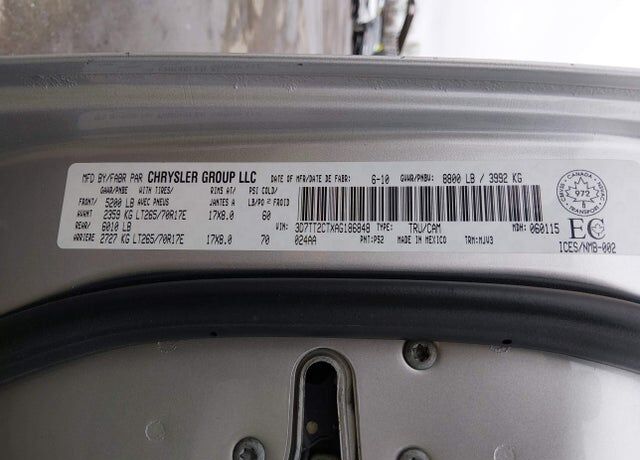 MFD BY/FABR PAR CHRYSLER GROUP LLC DATE OF MFR/DATE DE FABR: 6-10 GVWR/PNBV: 8800 LB / 3992 KG
GAWR/PNBE WITH TIRES/ RIMS AT/ PSI COLD/
FRONT/ 5200 LB AVEC PNEUS JANTES A LB/PO² FROID
AVANT 2359 KG LT265/70R17E 17X8.0 60
REAR/ 6010 LB VIN: 3D7TT2CTXAG186848 TYPE: TRU/CAM MDH: 060115
ARRIERE 2727 KG LT265/70R17E 17X8.0 70 024AA PNT: PS2 MADE IN MEXICO TRM: MJV3
CANADA
TRANSPORT
972
EC
ICES/NMB-002